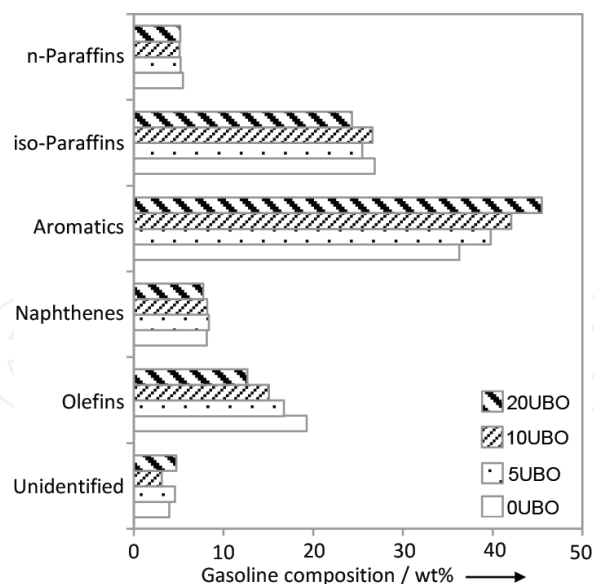 n-Paraffins
iso-Paraffins
Aromatics
Naphthenes
Olefins
Unidentified
20UBO
10UBO
5UBO
0UBO
0 10 20 30 40 50
Gasoline composition / wt% ⟶